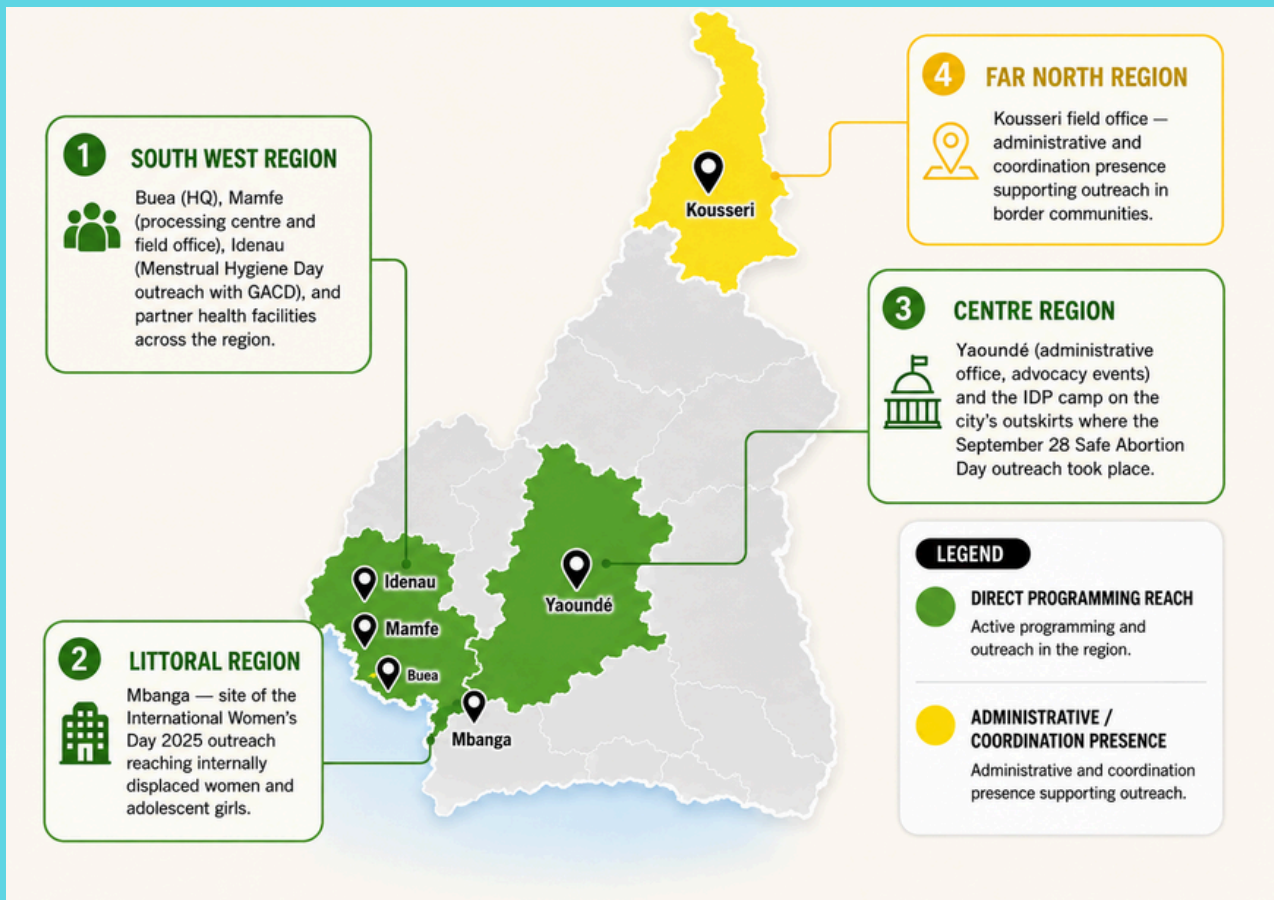 1
SOUTH WEST REGION
Buea (HQ), Mamfe
(processing centre and
field office), Idenau
(Menstrual Hygiene Day
outreach with GACD), and
partner health facilities
across the region.
2
LITTORAL REGION
Mbanga — site of the
International Women's
Day 2025 outreach
reaching internally
displaced women and
adolescent girls.
4
FAR NORTH REGION
Kousseri field office —
administrative and
coordination presence
supporting outreach in
border communities.
3
CENTRE REGION
Yaoundé (administrative
office, advocacy events)
and the IDP camp on the
city's outskirts where the
September 28 Safe Abortion
Day outreach took place.
Kousseri
Idenau
Mamfe
Buea
Yaoundé
Mbanga
LEGEND
DIRECT PROGRAMMING REACH
Active programming and
outreach in the region.
ADMINISTRATIVE /
COORDINATION PRESENCE
Administrative and coordination
presence supporting outreach.